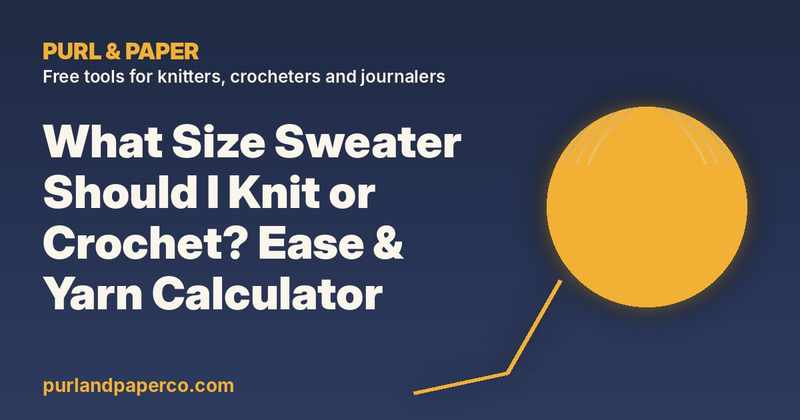 PURL & PAPER
Free tools for knitters, crocheters and journalers
What Size Sweater
Should I Knit or
Crochet? Ease &
Yarn Calculator
purlandpaperco.com